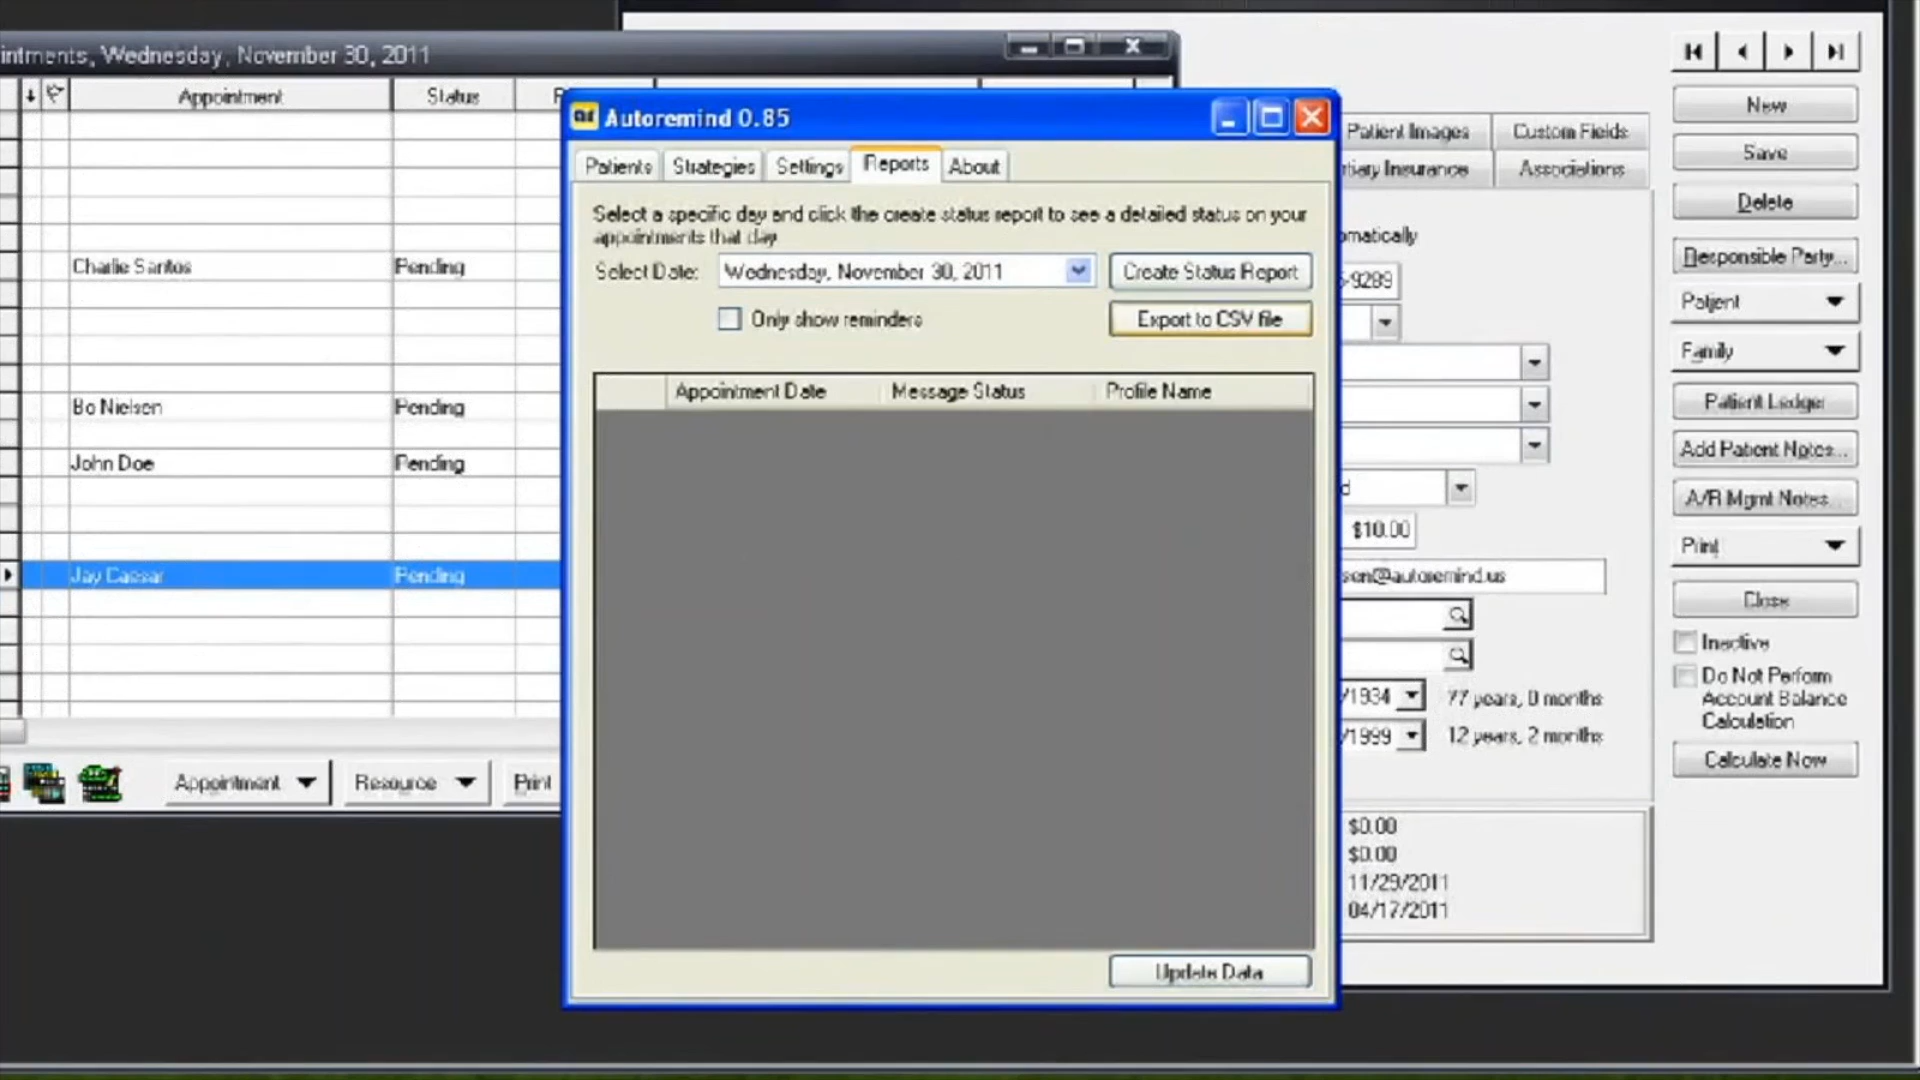 intments, Wednesday, November 30, 2011
Appointment Status
Charlie Santos Pending
Bo Nielsen Pending
John Doe Pending
Jay Caesar Pending
Appointment Resource Print
Autoremind 0.85
Patients Strategies Settings Reports About
Select a specific day and click the create status report to see a detailed status on your
appointments that day
Select Date: Wednesday, November 30, 2011 Create Status Report
Only show reminders Export to CSV file
Appointment Date Message Status Profile Name
Update Data
Patient Images Custom Fields
tiary Insurance Associations
omatically
-9289
d
$10.00
sen@autoremind.us
/1934 77 years, 0 months
/1999 12 years, 2 months
$0.00
$0.00
11/29/2011
04/17/2011
New
Save
Delete
Responsible Party...
Patient
Family
Patient Ledger
Add Patient Notes...
A/R Mgmt Notes...
Print
Close
Inactive
Do Not Perform
Account Balance
Calculation
Calculate Now